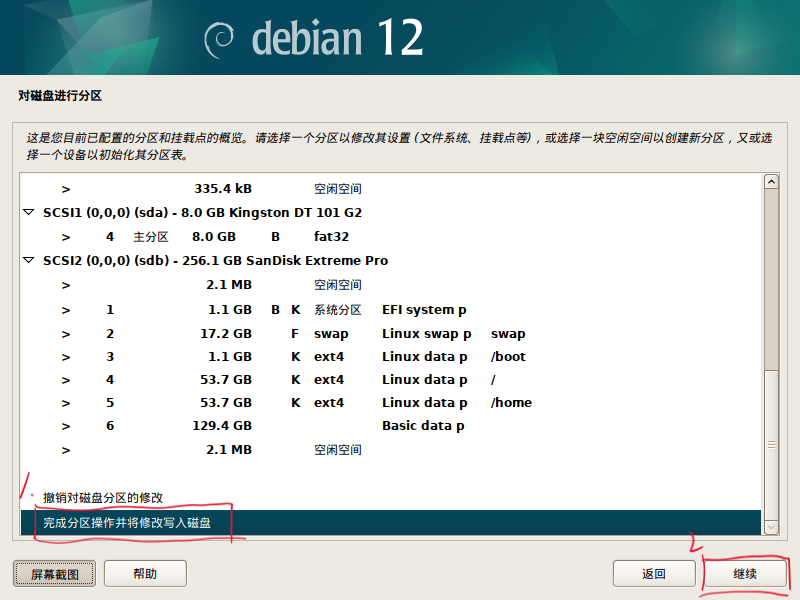 debian 12
对磁盘进行分区
这是您目前已配置的分区和挂载点的概览。请选择一个分区以修改其设置 (文件系统、挂载点等) ，或选择一块空闲空间以创建新分区，又或选
择一个设备以初始化其分区表。
> 335.4 kB 空闲空间
SCSI1 (0,0,0) (sda) - 8.0 GB Kingston DT 101 G2
> 4 主分区 8.0 GB B fat32
SCSI2 (0,0,0) (sdb) - 256.1 GB SanDisk Extreme Pro
> 2.1 MB 空闲空间
> 1 1.1 GB B K 系统分区 EFI system p
> 2 17.2 GB F swap Linux swap p swap
> 3 1.1 GB K ext4 Linux data p /boot
> 4 53.7 GB K ext4 Linux data p /
> 5 53.7 GB K ext4 Linux data p /home
> 6 129.4 GB Basic data p
> 2.1 MB 空闲空间
1.
撤销对磁盘分区的修改
完成分区操作并将修改写入磁盘
2
屏幕截图 帮助 返回 继续